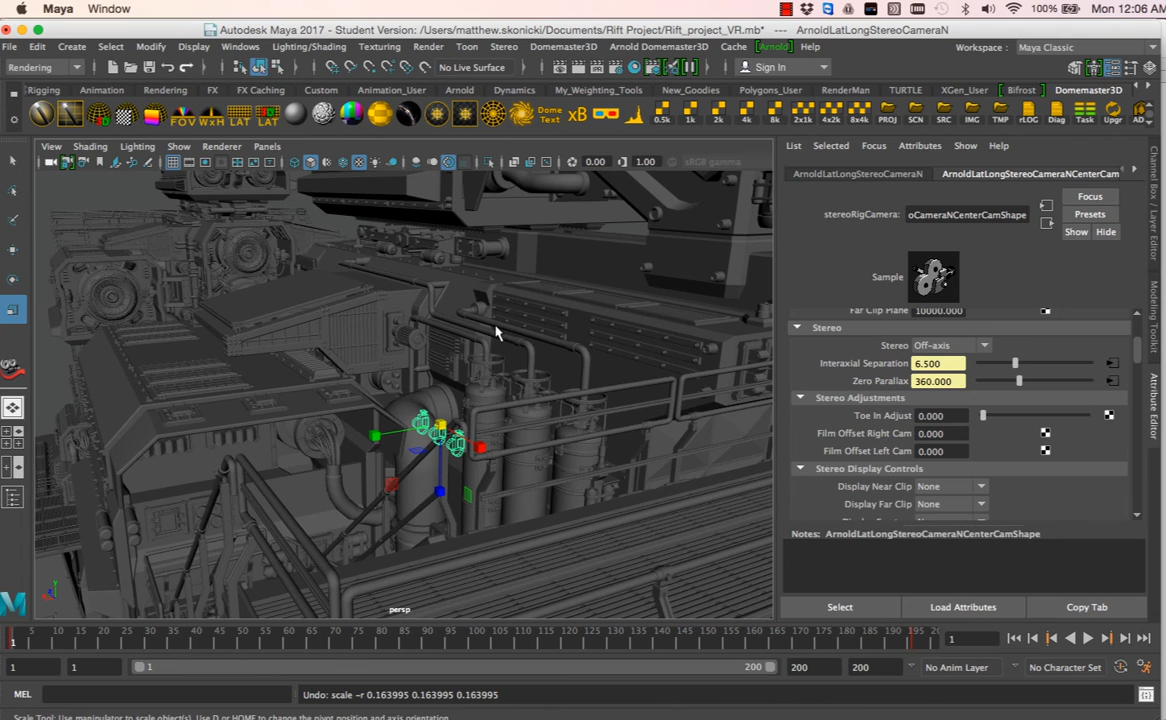 Maya Window 100% Mon 12:06 AM
Autodesk Maya 2017 - Student Version: /Users/matthew.skonicki/Documents/Rift Project/Rift_project_VR.mb* --- ArnoldLatLongStereoCameraN
File Edit Create Select Modify Display Windows Lighting/Shading Texturing Render Toon Stereo Domemaster3D Arnold Domemaster3D Cache Arnold Help Workspace : Maya Classic
Rendering No Live Surface Sign In
Rigging Animation Rendering FX FX Caching Custom Animation_User Arnold Dynamics My_Weighting_Tools New_Goodies Polygons_User RenderMan TURTLE XGen_User Bifrost Domemaster3D
FOV WxH LAT LAT Dome Text XB 0.5k 1k 2k 4k 8k 2x1k 4x2k 8x4k PROJ SCN SRC IMG TMP rLOG Diag Task Upgr AD
View Shading Lighting Show Renderer Panels
0.00 1.00 sRGB gamma
persp
List Selected Focus Attributes Show Help
ArnoldLatLongStereoCameraN ArnoldLatLongStereoCameraNCenterCam
stereoRigCamera: oCameraNCenterCamShape
Focus
Presets
Show Hide
Sample
Far Clip Plane 10000.000
Stereo
Stereo Off-axis
Interaxial Separation 6.500
Zero Parallax 360.000
Stereo Adjustments
Toe In Adjust 0.000
Film Offset Right Cam 0.000
Film Offset Left Cam 0.000
Stereo Display Controls
Display Near Clip None
Display Far Clip None
Notes: ArnoldLatLongStereoCameraNCenterCamShape
Select Load Attributes Copy Tab
Channel Box / Layer Editor
Modeling Toolkit
Attribute Editor
1 5 10 15 20 25 30 35 40 45 50 55 60 65 70 75 80 85 90 95 100 105 110 115 120 125 130 135 140 145 150 155 160 165 170 175 180 185 190 195 20 1
1 1 1 200 200 200 No Anim Layer No Character Set
MEL Undo: scale -r 0.163995 0.163995 0.163995
Scale Tool: Use manipulator to scale object(s). Use D or HOME to change the pivot position and axis orientation.